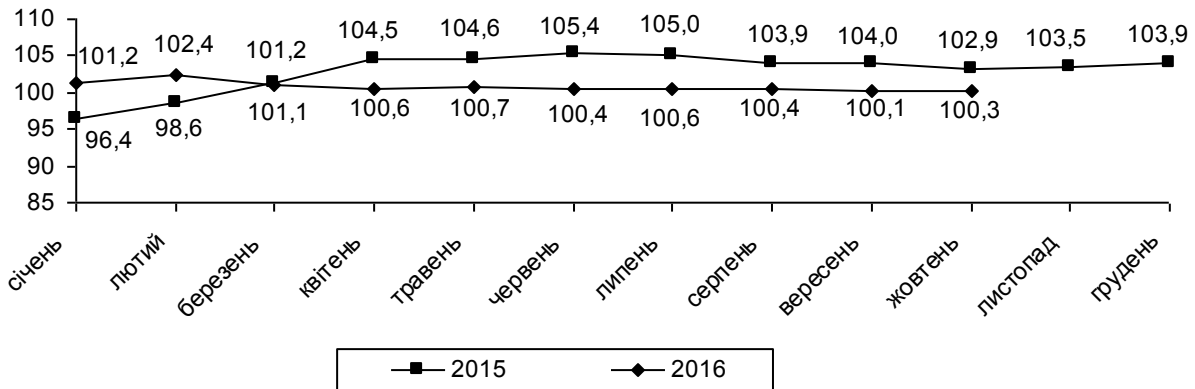 110
105
100
95
90
85
101,2 102,4 101,2 104,5 104,6 105,4 105,0 103,9 104,0 102,9 103,5 103,9
96,4 98,6 101,1 100,6 100,7 100,4 100,6 100,4 100,1 100,3
січень лютий березень квітень травень червень липень серпень вересень жовтень листопад грудень
2015 2016